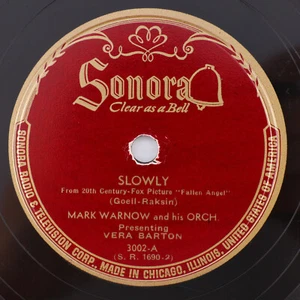 Sonora
Clear as a Bell
SLOWLY
From 20th Century-Fox Picture "Fallen Angel"
(Goell-Raksin)
MARK WARNOW and his ORCH.
Presenting
VERA BARTON
3002-A
(S. R. 1690-2)
SONORA RADIO & TELEVISION CORP., MADE IN CHICAGO, ILLINOIS, UNITED STATES OF AMERICA